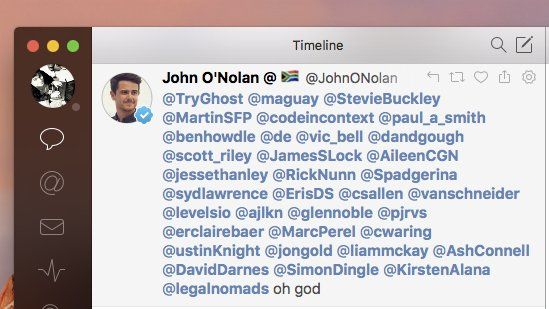 Timeline
John O'Nolan @ 🇿🇦 @JohnONolan
@TryGhost @maguay @StevieBuckley
@MartinSFP @codeincontext @paul_a_smith
@benhowdle @de @vic_bell @dandgough
@scott_riley @JamesSLock @AileenCGN
@jessethanley @RickNunn @Spadgerina
@sydlawrence @ErisDS @csallen @vanschneider
@levelsio @ajlkn @glennoble @pjrvs
@erclairebaer @MarcPerel @cwaring
@ustinKnight @jongold @liammckay @AshConnell
@DavidDarnes @SimonDingle @KirstenAlana
@legalnomads oh god